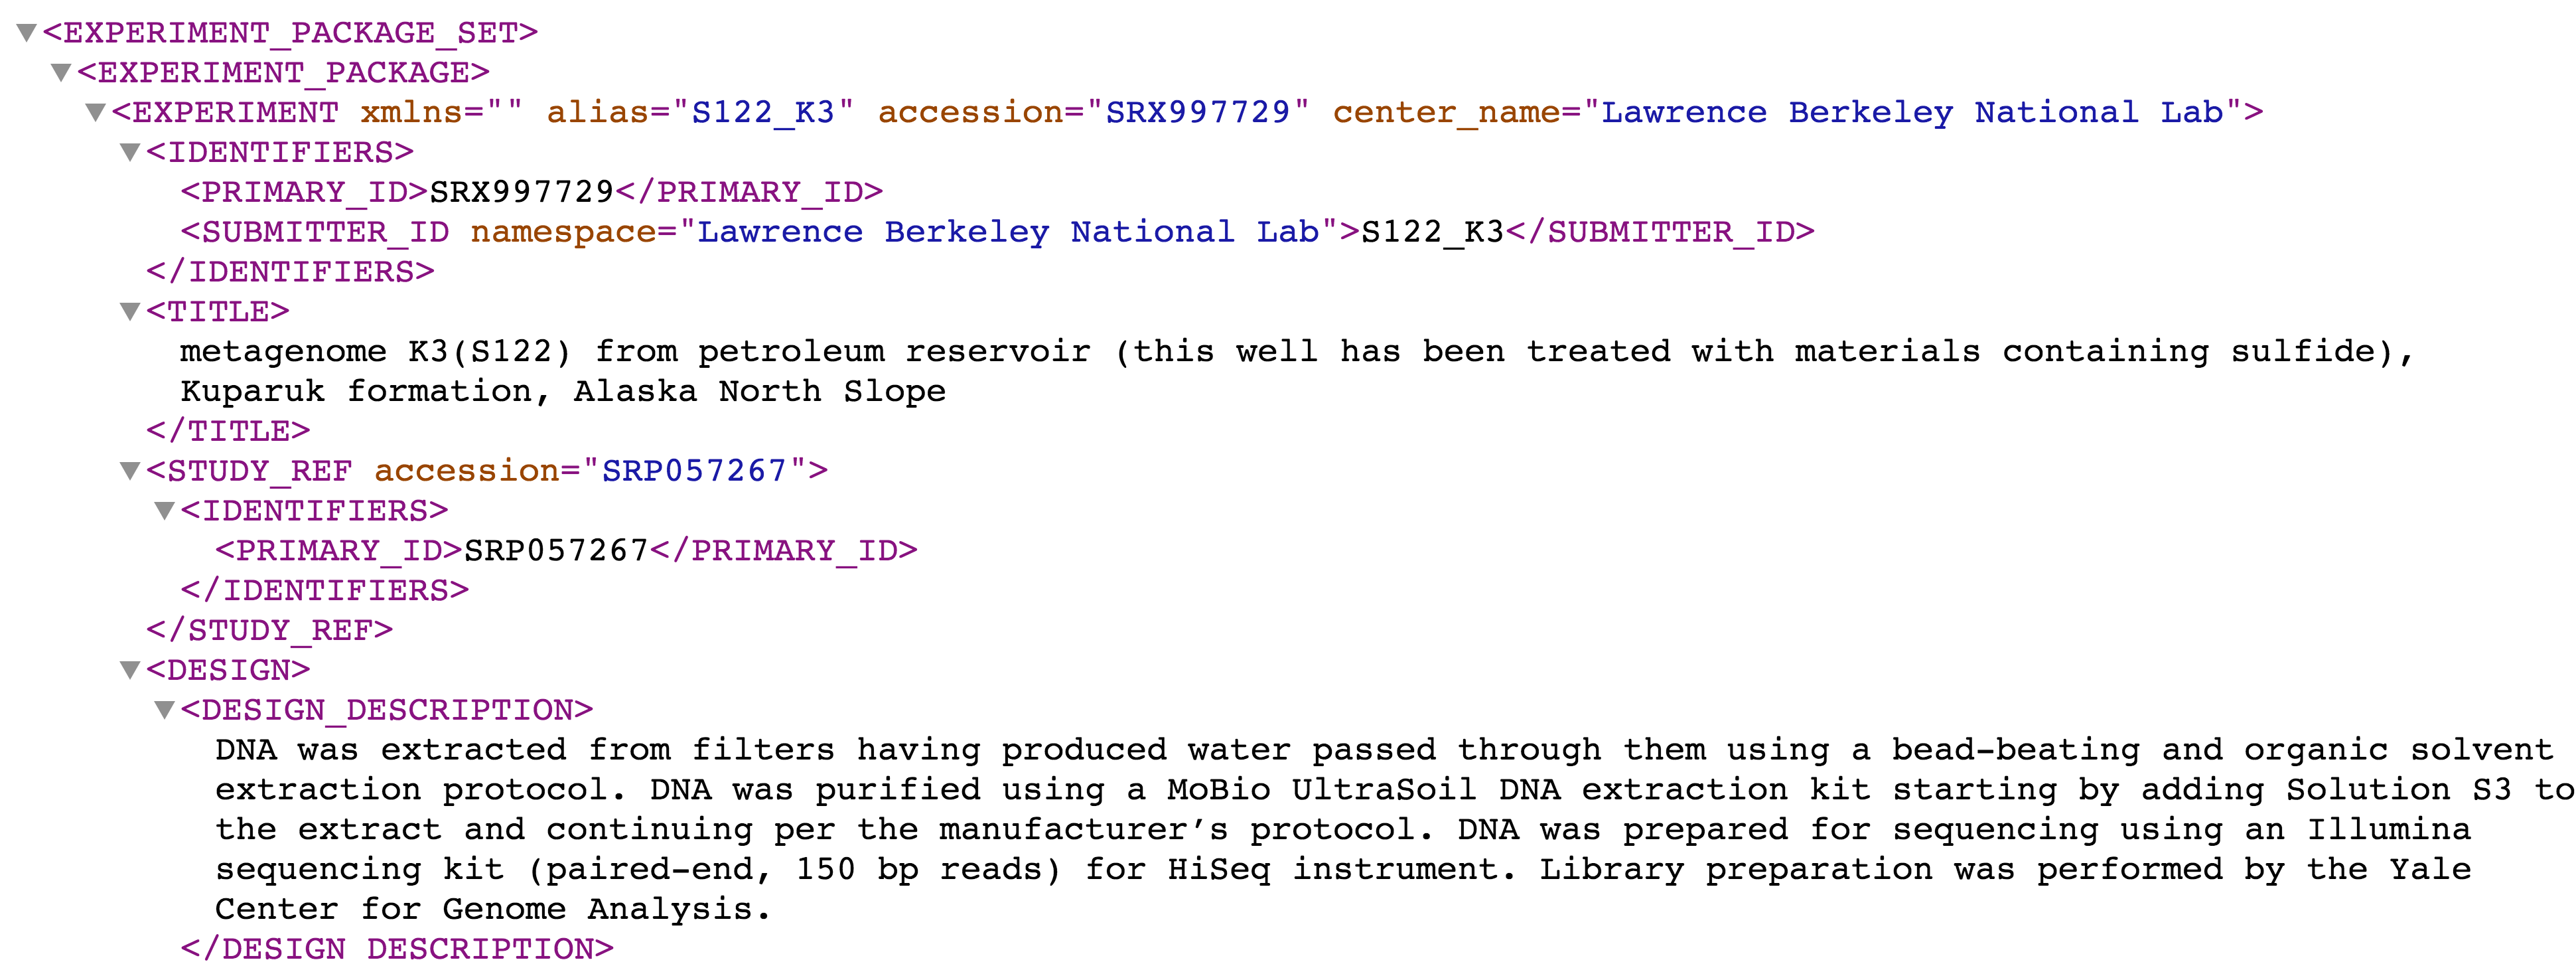 <EXPERIMENT_PACKAGE_SET>
<EXPERIMENT_PACKAGE>
<EXPERIMENT xmlns="" alias="S122_K3" accession="SRX997729" center_name="Lawrence Berkeley National Lab">
<IDENTIFIERS>
<PRIMARY_ID>SRX997729</PRIMARY_ID>
<SUBMITTER_ID namespace="Lawrence Berkeley National Lab">S122_K3</SUBMITTER_ID>
</IDENTIFIERS>
<TITLE>
metagenome K3(S122) from petroleum reservoir (this well has been treated with materials containing sulfide),
Kuparuk formation, Alaska North Slope
</TITLE>
<STUDY_REF accession="SRP057267">
<IDENTIFIERS>
<PRIMARY_ID>SRP057267</PRIMARY_ID>
</IDENTIFIERS>
</STUDY_REF>
<DESIGN>
<DESIGN_DESCRIPTION>
DNA was extracted from filters having produced water passed through them using a bead-beating and organic solvent
extraction protocol. DNA was purified using a MoBio UltraSoil DNA extraction kit starting by adding Solution S3 to
the extract and continuing per the manufacturer’s protocol. DNA was prepared for sequencing using an Illumina
sequencing kit (paired-end, 150 bp reads) for HiSeq instrument. Library preparation was performed by the Yale
Center for Genome Analysis.
</DESIGN_DESCRIPTION>